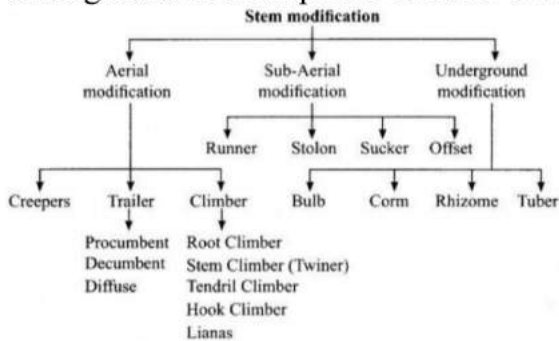 Stem modification
Aerial modification
Sub-Aerial modification
Underground modification
Runner Stolon Sucker Offset
Creepers Trailer Climber Bulb Corm Rhizome Tuber
Procumbent Root Climber
Decumbent Stem Climber (Twiner)
Diffuse Tendril Climber
Hook Climber
Lianas